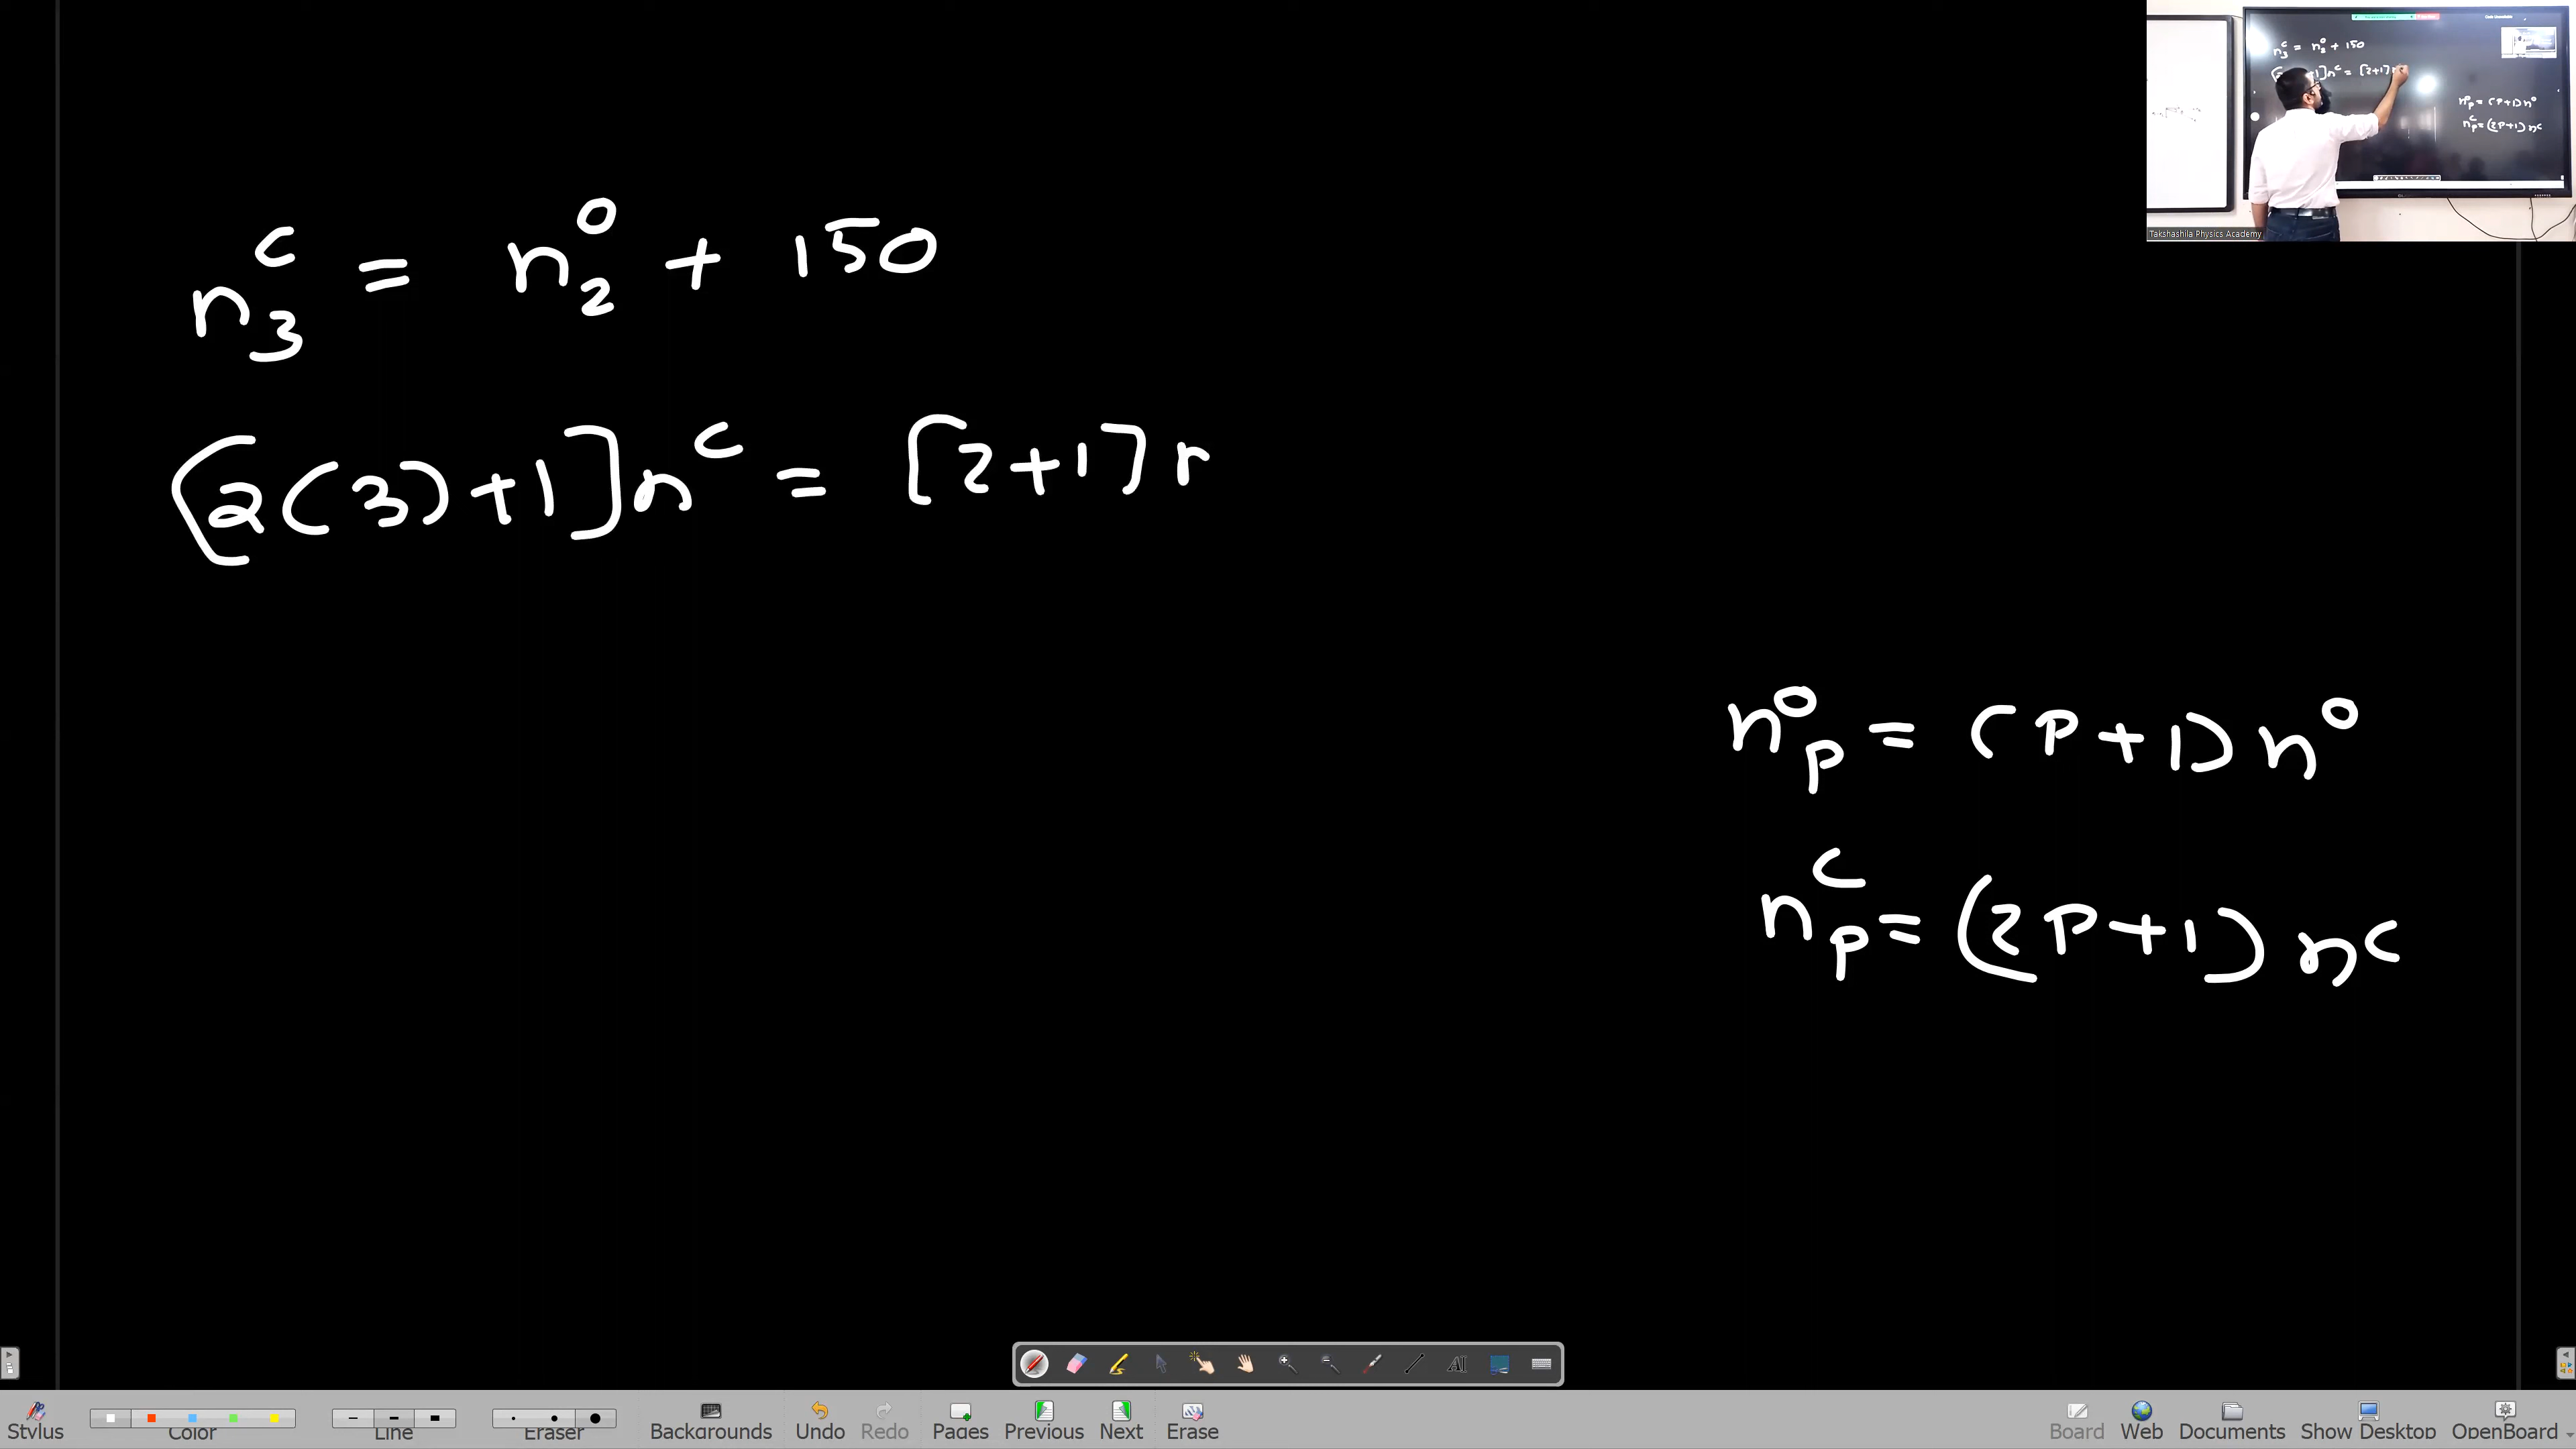 n₃ᶜ = n₂⁰ + 150
[2(3)+1]nᶜ = [2+1] r
n⁰ₚ = (P+1) n⁰
nᶜₚ = (2P+1) nᶜ
Takshashila Physics Academy
Stylus Color Line Eraser Backgrounds Undo Redo Pages Previous Next Erase Board Web Documents Show Desktop OpenBoard